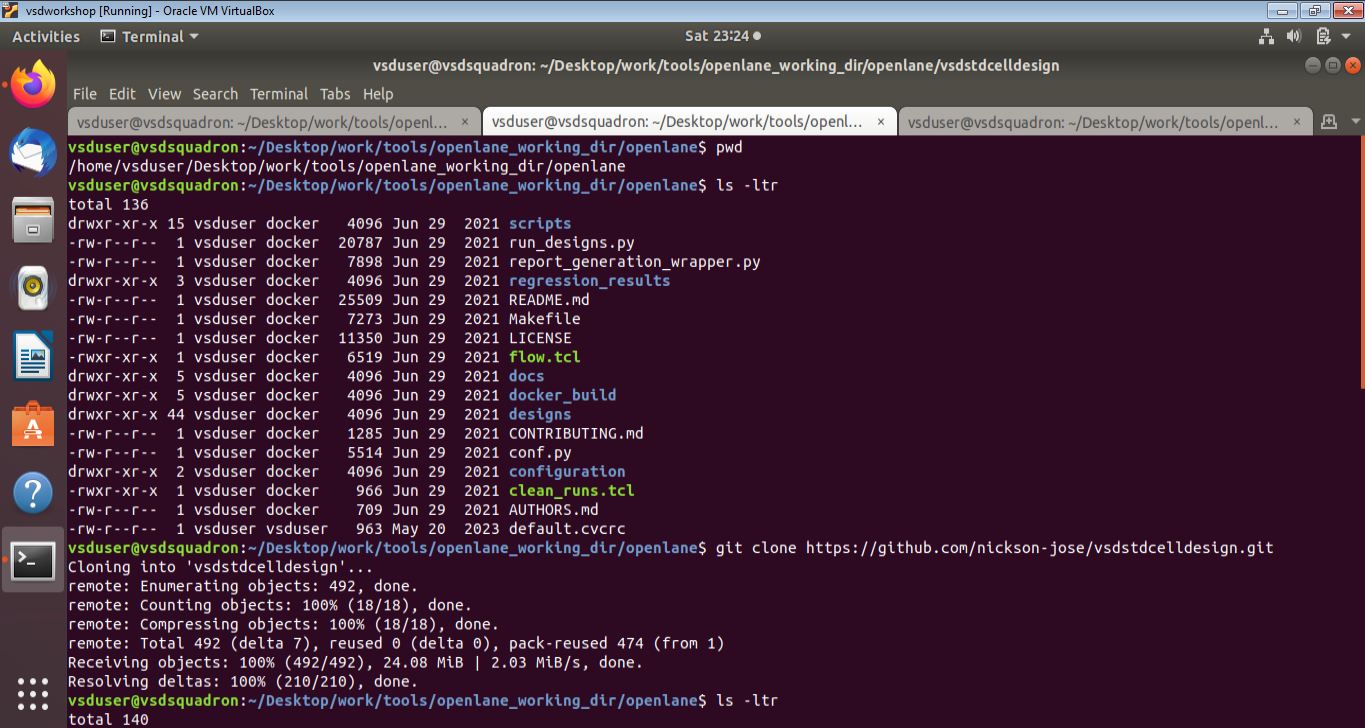 vsdworkshop [Running] - Oracle VM VirtualBox
Activities Terminal Sat 23:24
vsduser@vsdsquadron: ~/Desktop/work/tools/openlane_working_dir/openlane/vsdstdcelldesign
File Edit View Search Terminal Tabs Help
vsduser@vsdsquadron: ~/Desktop/work/tools/openl... × vsduser@vsdsquadron: ~/Desktop/work/tools/openl... × vsduser@vsdsquadron: ~/Desktop/work/tools/openl... ×
vsduser@vsdsquadron:~/Desktop/work/tools/openlane_working_dir/openlane$ pwd
/home/vsduser/Desktop/work/tools/openlane_working_dir/openlane
vsduser@vsdsquadron:~/Desktop/work/tools/openlane_working_dir/openlane$ ls -ltr
total 136
drwxr-xr-x 15 vsduser docker   4096 Jun 29  2021 scripts
-rw-r--r--  1 vsduser docker  20787 Jun 29  2021 run_designs.py
-rw-r--r--  1 vsduser docker   7898 Jun 29  2021 report_generation_wrapper.py
drwxr-xr-x  3 vsduser docker   4096 Jun 29  2021 regression_results
-rw-r--r--  1 vsduser docker  25509 Jun 29  2021 README.md
-rw-r--r--  1 vsduser docker   7273 Jun 29  2021 Makefile
-rw-r--r--  1 vsduser docker  11350 Jun 29  2021 LICENSE
-rwxr-xr-x  1 vsduser docker   6519 Jun 29  2021 flow.tcl
drwxr-xr-x  5 vsduser docker   4096 Jun 29  2021 docs
drwxr-xr-x  5 vsduser docker   4096 Jun 29  2021 docker_build
drwxr-xr-x 44 vsduser docker   4096 Jun 29  2021 designs
-rw-r--r--  1 vsduser docker   1285 Jun 29  2021 CONTRIBUTING.md
-rw-r--r--  1 vsduser docker   5514 Jun 29  2021 conf.py
drwxr-xr-x  2 vsduser docker   4096 Jun 29  2021 configuration
-rwxr-xr-x  1 vsduser docker    966 Jun 29  2021 clean_runs.tcl
-rw-r--r--  1 vsduser docker    709 Jun 29  2021 AUTHORS.md
-rw-r--r--  1 vsduser vsduser   963 May 20  2023 default.cvcrc
vsduser@vsdsquadron:~/Desktop/work/tools/openlane_working_dir/openlane$ git clone https://github.com/nickson-jose/vsdstdcelldesign.git
Cloning into 'vsdstdcelldesign'...
remote: Enumerating objects: 492, done.
remote: Counting objects: 100% (18/18), done.
remote: Compressing objects: 100% (18/18), done.
remote: Total 492 (delta 7), reused 0 (delta 0), pack-reused 474 (from 1)
Receiving objects: 100% (492/492), 24.08 MiB | 2.03 MiB/s, done.
Resolving deltas: 100% (210/210), done.
vsduser@vsdsquadron:~/Desktop/work/tools/openlane_working_dir/openlane$ ls -ltr
total 140